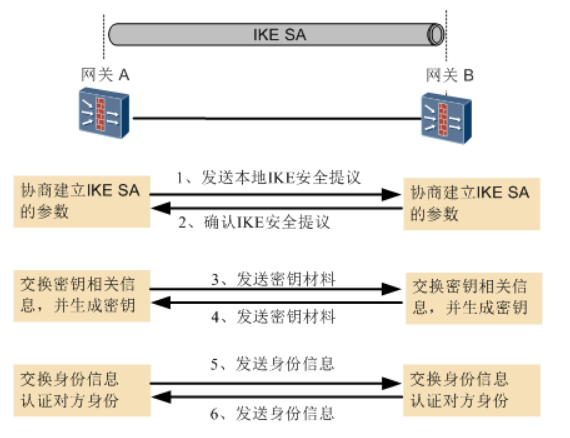 IKE SA
网关 A
网关 B
协商建立IKE SA
的参数
1、发送本地IKE安全提议
2、确认IKE安全提议
协商建立IKE SA
的参数
交换密钥相关信
息，并生成密钥
3、发送密钥材料
4、发送密钥材料
交换密钥相关信
息，并生成密钥
交换身份信息
认证对方身份
5、发送身份信息
6、发送身份信息
交换身份信息
认证对方身份